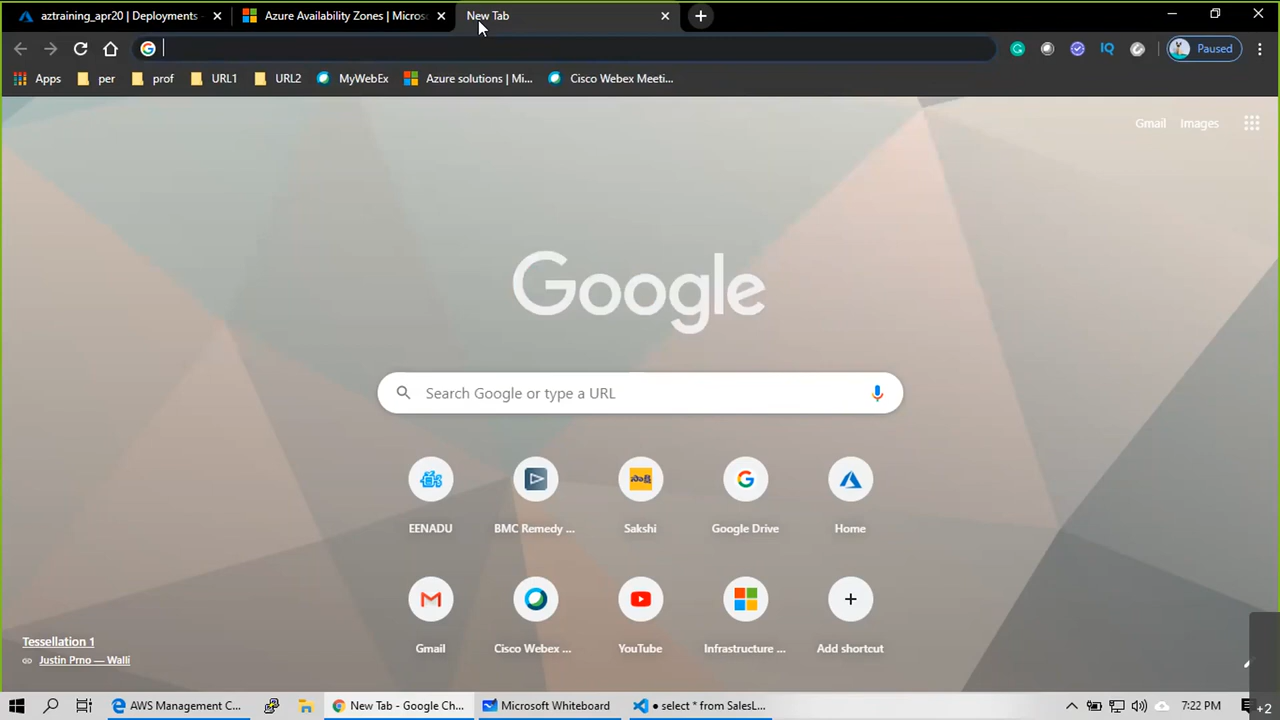 aztraining_apr20 | Deployments -
Azure Availability Zones | Micros
New Tab
Paused
Apps
per
prof
URL1
URL2
MyWebEx
Azure solutions | Mi...
Cisco Webex Meeti...
Gmail
Images
Google
Search Google or type a URL
EENADU
BMC Remedy ...
Sakshi
Google Drive
Home
Gmail
Cisco Webex ...
YouTube
Infrastructure ...
Add shortcut
Tessellation 1
Justin Prno — Walli
AWS Management C...
New Tab - Google Ch...
Microsoft Whiteboard
● select * from SalesL...
7:22 PM
+2